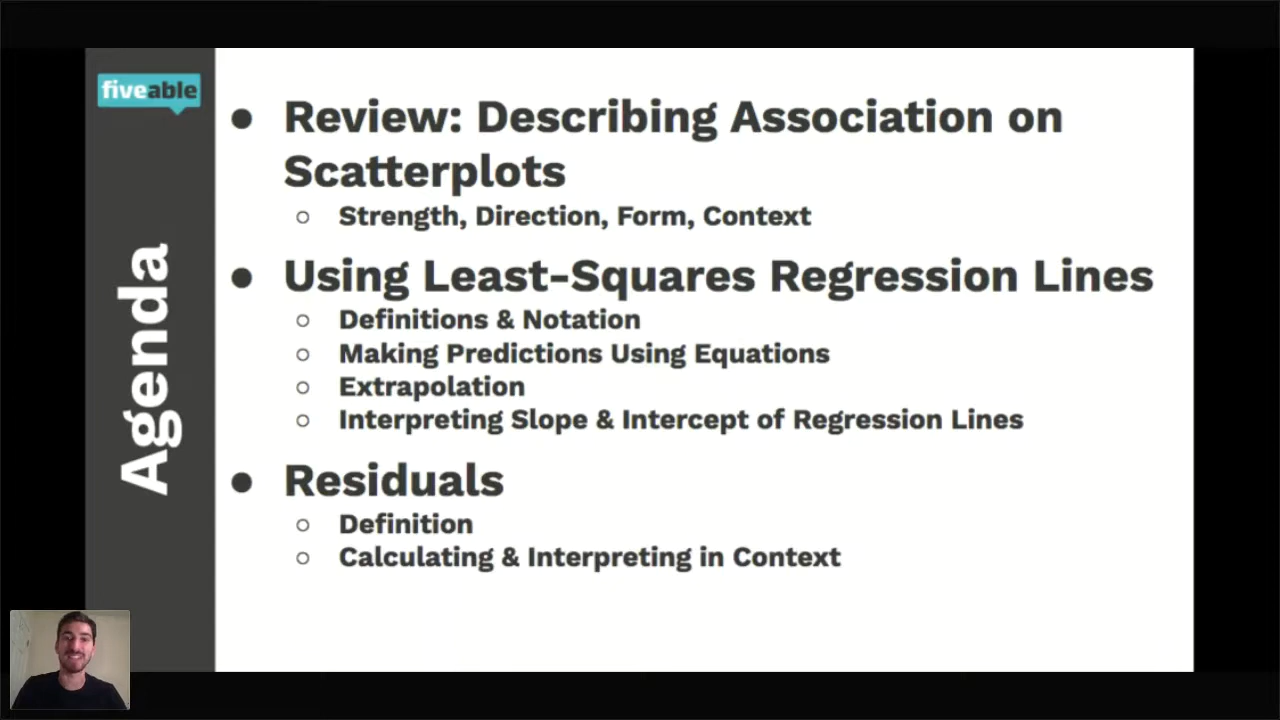 fiveable
Agenda
● Review: Describing Association on
Scatterplots
○ Strength, Direction, Form, Context
● Using Least-Squares Regression Lines
○ Definitions & Notation
○ Making Predictions Using Equations
○ Extrapolation
○ Interpreting Slope & Intercept of Regression Lines
● Residuals
○ Definition
○ Calculating & Interpreting in Context